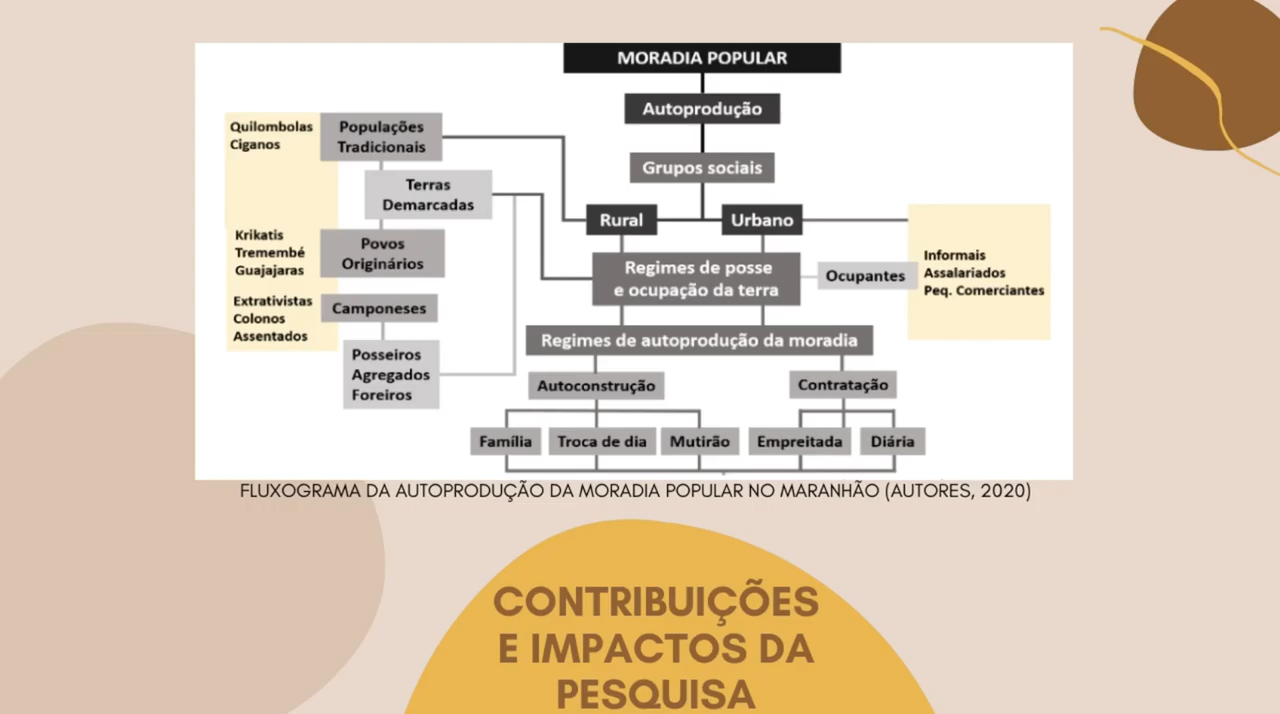 MORADIA POPULAR
Autoprodução
Grupos sociais
Rural
Urbano
Quilombolas
Ciganos
Populações
Tradicionais
Terras
Demarcadas
Krikatis
Tremembé
Guajajaras
Povos
Originários
Extrativistas
Colonos
Assentados
Camponeses
Posseiros
Agregados
Foreiros
Regimes de posse
e ocupação da terra
Ocupantes
Informais
Assalariados
Peq. Comerciantes
Regimes de autoprodução da moradia
Autoconstrução
Contratação
Família
Troca de dia
Mutirão
Empreitada
Diária
FLUXOGRAMA DA AUTOPRODUÇÃO DA MORADIA POPULAR NO MARANHÃO (AUTORES, 2020)
CONTRIBUIÇÕES
E IMPACTOS DA
PESQUISA